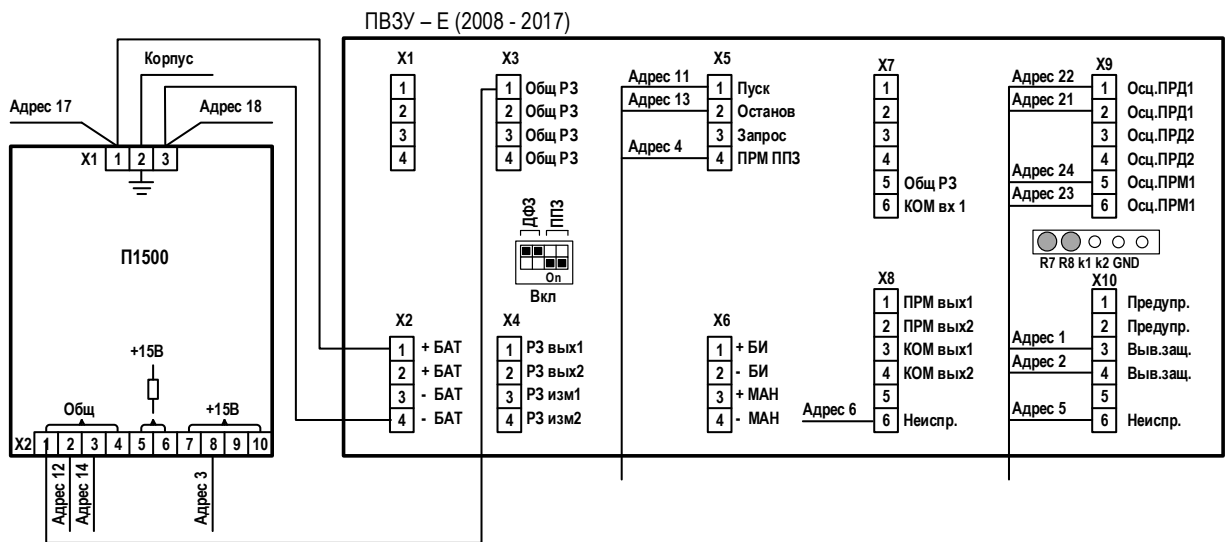 ПВЗУ – Е (2008 - 2017)
Корпус
Адрес 17
Адрес 18
X1 1 2 3
П1500
+15В
Общ
+15В
X2 1 2 3 4 5 6 7 8 9 10
Адрес 12
Адрес 14
Адрес 3
X1
1
2
3
4
X3
1 Общ РЗ
2 Общ РЗ
3 Общ РЗ
4 Общ РЗ
ДФЗ
ППЗ
On
Вкл
X2
1 + БАТ
2 + БАТ
3 - БАТ
4 - БАТ
X4
1 РЗ вых1
2 РЗ вых2
3 РЗ изм1
4 РЗ изм2
X5
Адрес 11 1 Пуск
Адрес 13 2 Останов
3 Запрос
Адрес 4 4 ПРМ ППЗ
X6
1 + БИ
2 - БИ
3 + МАН
4 - МАН
X7
1
2
3
4
5 Общ РЗ
6 КОМ вх 1
X8
1 ПРМ вых1
2 ПРМ вых2
3 КОМ вых1
4 КОМ вых2
5
Адрес 6 6 Неиспр.
X9
Адрес 22 1 Осц.ПРД1
Адрес 21 2 Осц.ПРД1
3 Осц.ПРД2
4 Осц.ПРД2
Адрес 24 5 Осц.ПРМ1
Адрес 23 6 Осц.ПРМ1
R7 R8 k1 k2 GND
X10
1 Предупр.
2 Предупр.
Адрес 1 3 Выв.защ.
Адрес 2 4 Выв.защ.
5
Адрес 5 6 Неиспр.